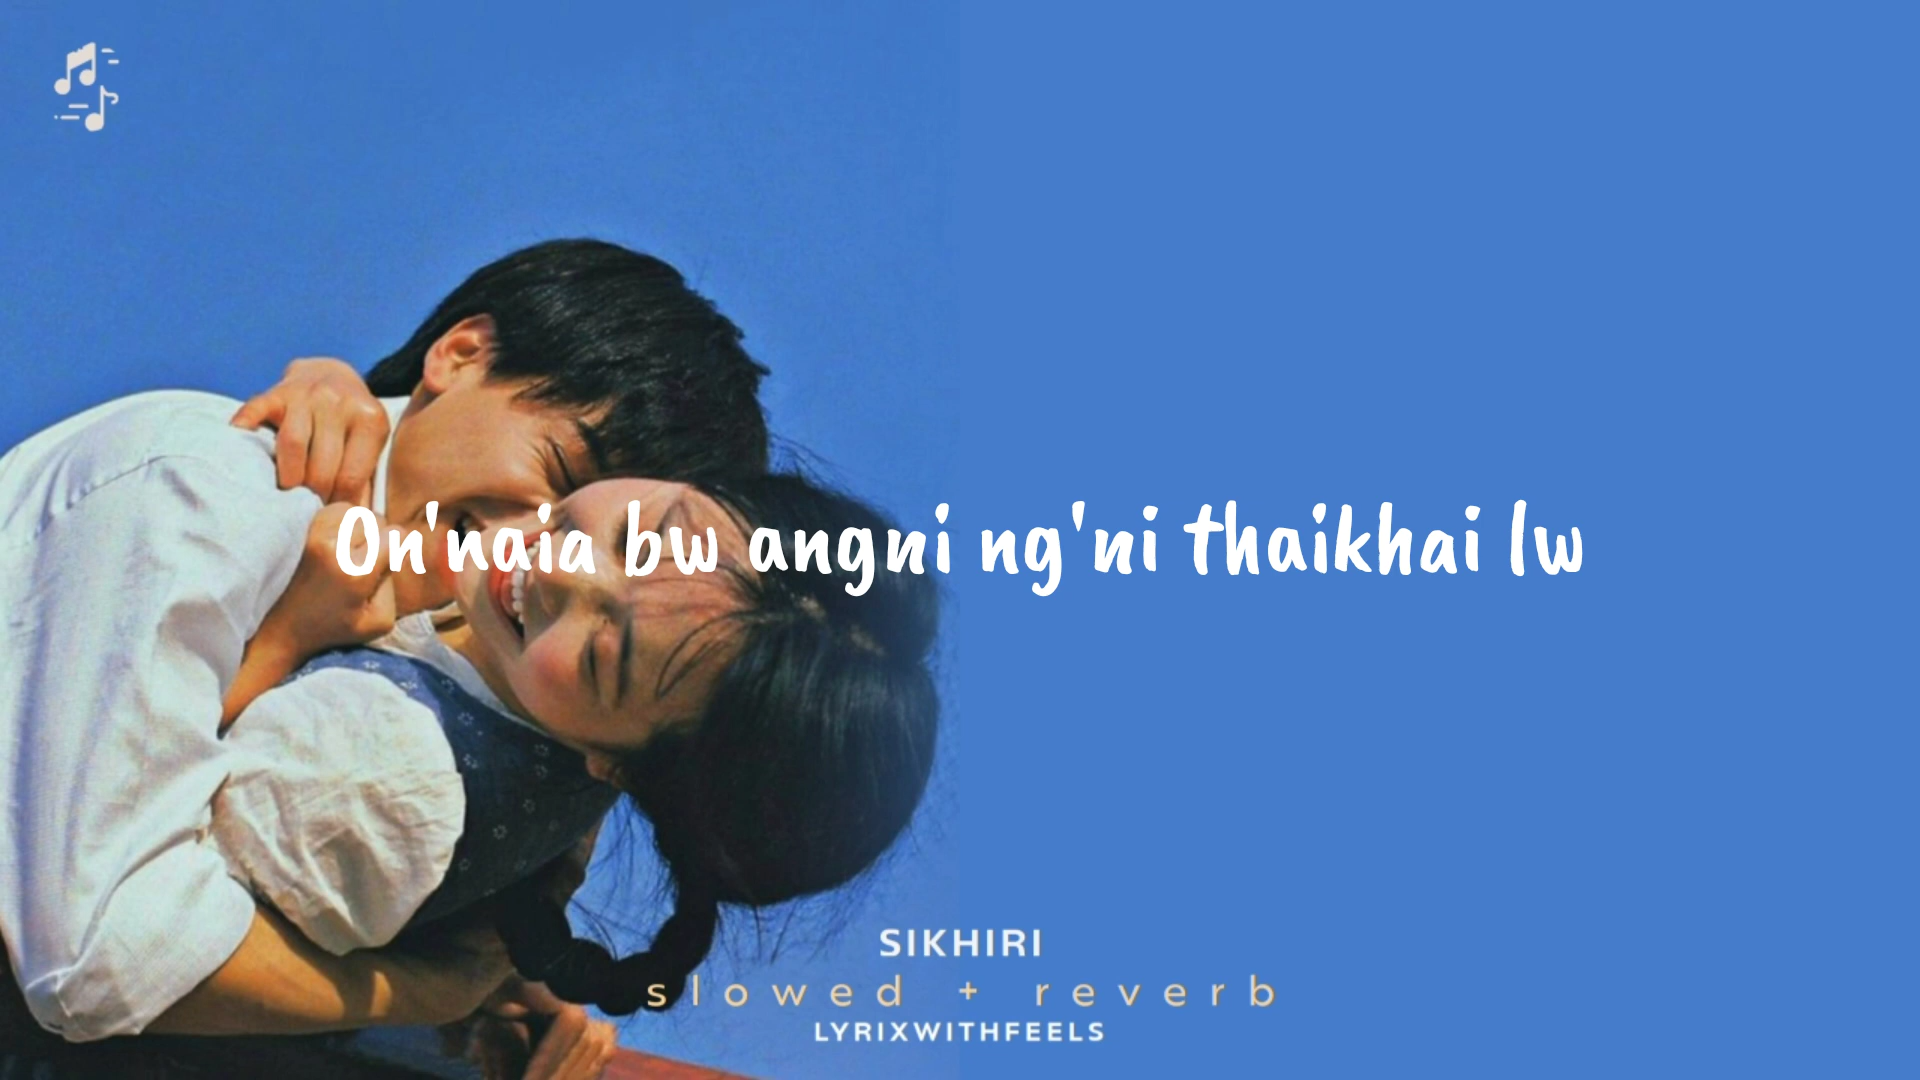 On'naia bw angni ng'ni thaikhai lw
SIKHIRI
slowed + reverb
LYRIXWITHFEELS